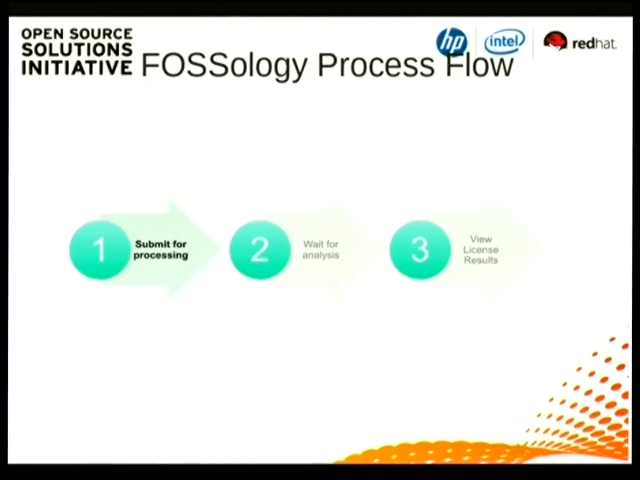 OPEN SOURCE
SOLUTIONS
INITIATIVE
FOSSology Process Flow
hp
intel
redhat.
1
Submit for
processing
2
Wait for
analysis
3
View
License
Results